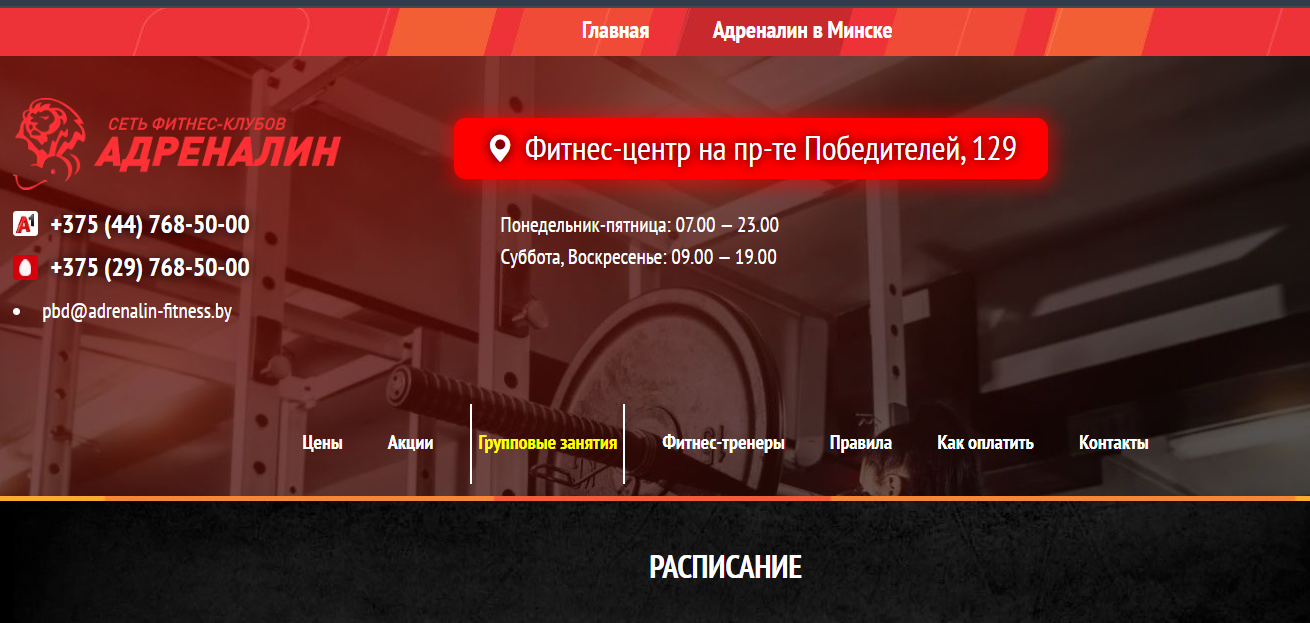 Главная
Адреналин в Минске
СЕТЬ ФИТНЕС-КЛУБОВ
АДРЕНАЛИН
Фитнес-центр на пр-те Победителей, 129
A1 +375 (44) 768-50-00
+375 (29) 768-50-00
pbd@adrenalin-fitness.by
Понедельник-пятница: 07.00 — 23.00
Суббота, Воскресенье: 09.00 — 19.00
Цены
Акции
Групповые занятия
Фитнес-тренеры
Правила
Как оплатить
Контакты
РАСПИСАНИЕ